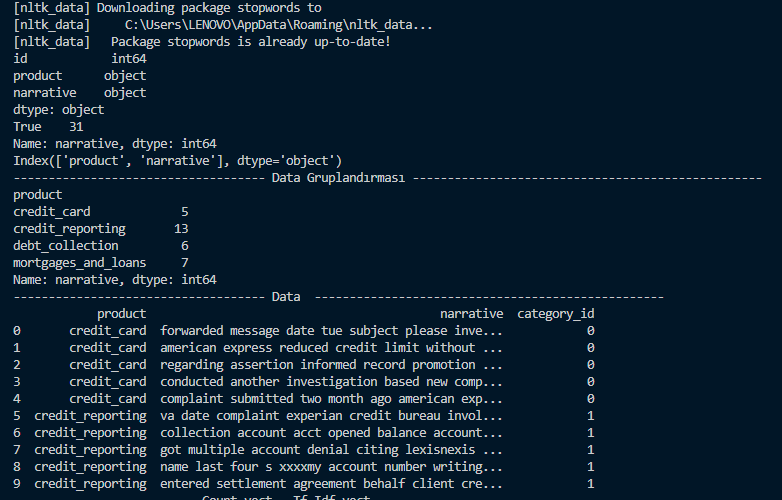 [nltk_data] Downloading package stopwords to
[nltk_data]     C:\Users\LENOVO\AppData\Roaming\nltk_data...
[nltk_data]   Package stopwords is already up-to-date!
id            int64
product      object
narrative    object
dtype: object
True    31
Name: narrative, dtype: int64
Index(['product', 'narrative'], dtype='object')
------------------------------------ Data Gruplandırması --------------------------------------------------
product
credit_card             5
credit_reporting       13
debt_collection         6
mortgages_and_loans     7
Name: narrative, dtype: int64
------------------------------------ Data  --------------------------------------------------
            product                                          narrative  category_id
0       credit_card  forwarded message date tue subject please inve...            0
1       credit_card  american express reduced credit limit without ...            0
2       credit_card  regarding assertion informed record promotion ...            0
3       credit_card  conducted another investigation based new comp...            0
4       credit_card  complaint submitted two month ago american exp...            0
5  credit_reporting  va date complaint experian credit bureau invol...            1
6  credit_reporting  collection account acct opened balance account...            1
7  credit_reporting  got multiple account denial citing lexisnexis ...            1
8  credit_reporting  name last four s xxxxmy account number writing...            1
9  credit_reporting  entered settlement agreement behalf client cre...            1
Count vect   Tf Idf vect